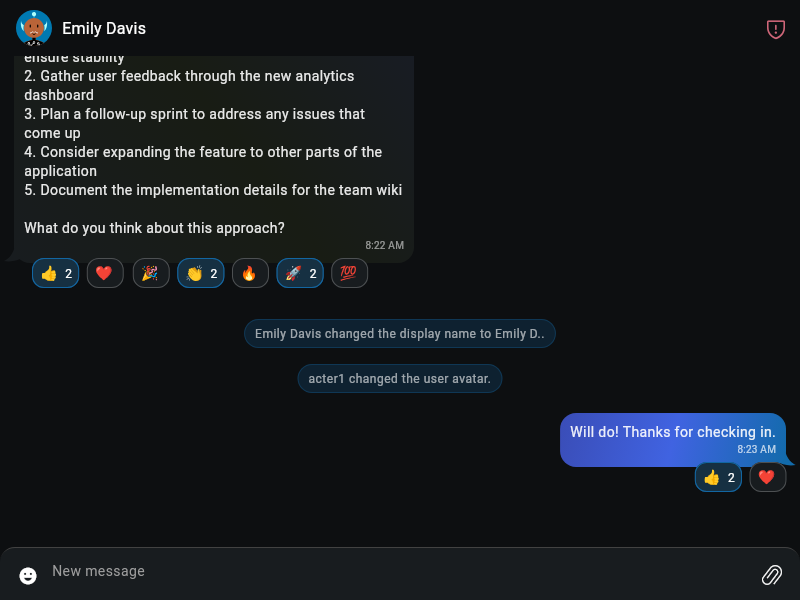 Emily Davis
ensure stability
2. Gather user feedback through the new analytics
dashboard
3. Plan a follow-up sprint to address any issues that
come up
4. Consider expanding the feature to other parts of the
application
5. Document the implementation details for the team wiki
What do you think about this approach?
8:22 AM
👍 2 ❤️ 🎉 👏 2 🔥 🚀 2 💯
Emily Davis changed the display name to Emily D..
acter1 changed the user avatar.
Will do! Thanks for checking in.
8:23 AM
👍 2 ❤️
New message